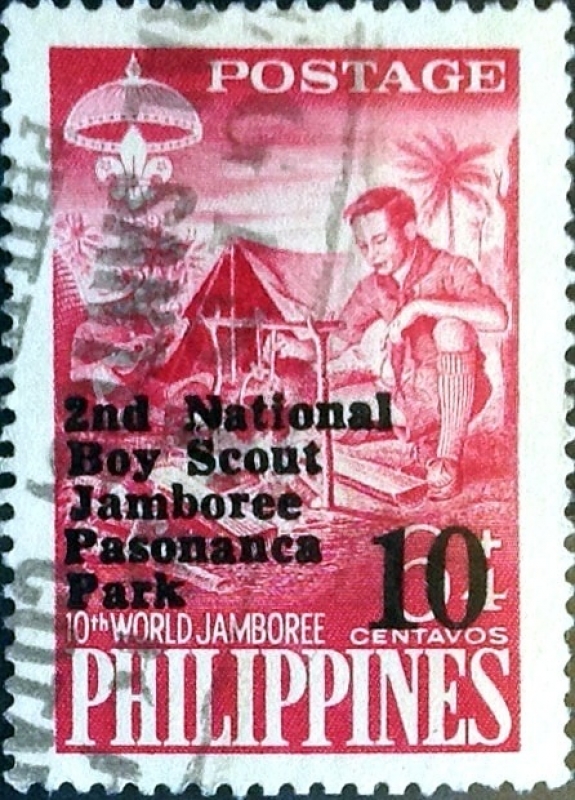 POSTAGE
2nd National
Boy Scout
Jamboree
Pasonanca
Park
10
10th WORLD JAMBOREE
CENTAVOS
PHILIPPINES